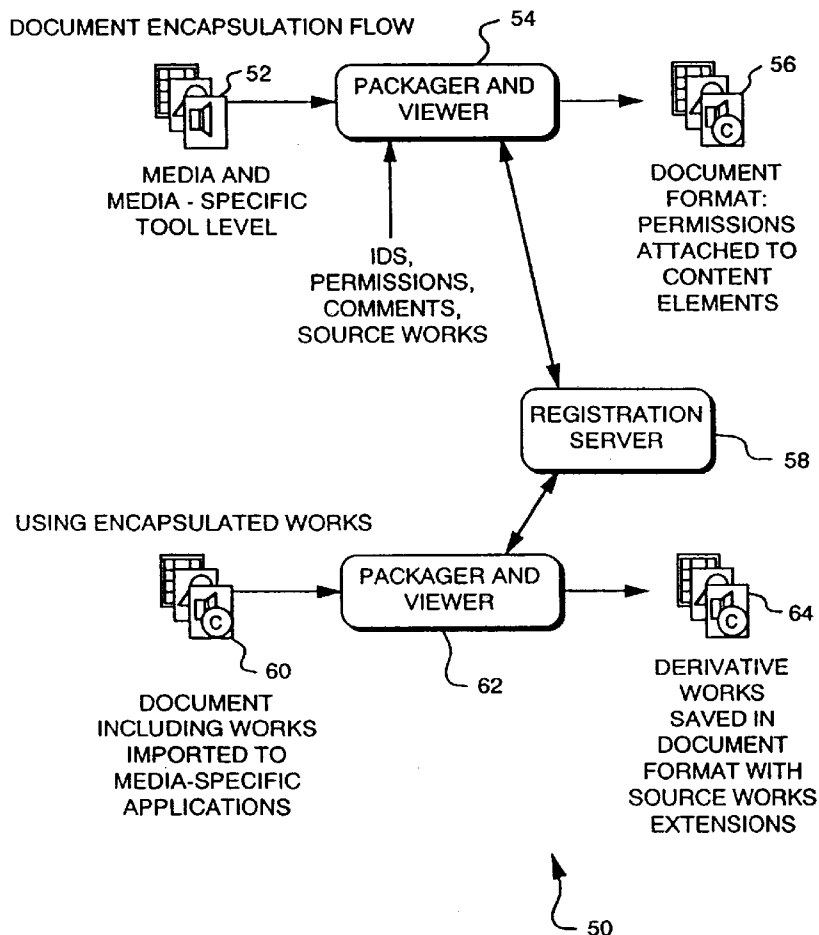 DOCUMENT ENCAPSULATION FLOW
54
52
PACKAGER AND
VIEWER
56
C
MEDIA AND
MEDIA - SPECIFIC
TOOL LEVEL
DOCUMENT
FORMAT:
PERMISSIONS
ATTACHED TO
CONTENT
ELEMENTS
IDS,
PERMISSIONS,
COMMENTS,
SOURCE WORKS
REGISTRATION
SERVER
58
USING ENCAPSULATED WORKS
C
60
PACKAGER AND
VIEWER
62
C
64
DOCUMENT
INCLUDING WORKS
IMPORTED TO
MEDIA-SPECIFIC
APPLICATIONS
DERIVATIVE
WORKS
SAVED IN
DOCUMENT
FORMAT WITH
SOURCE WORKS
EXTENSIONS
50